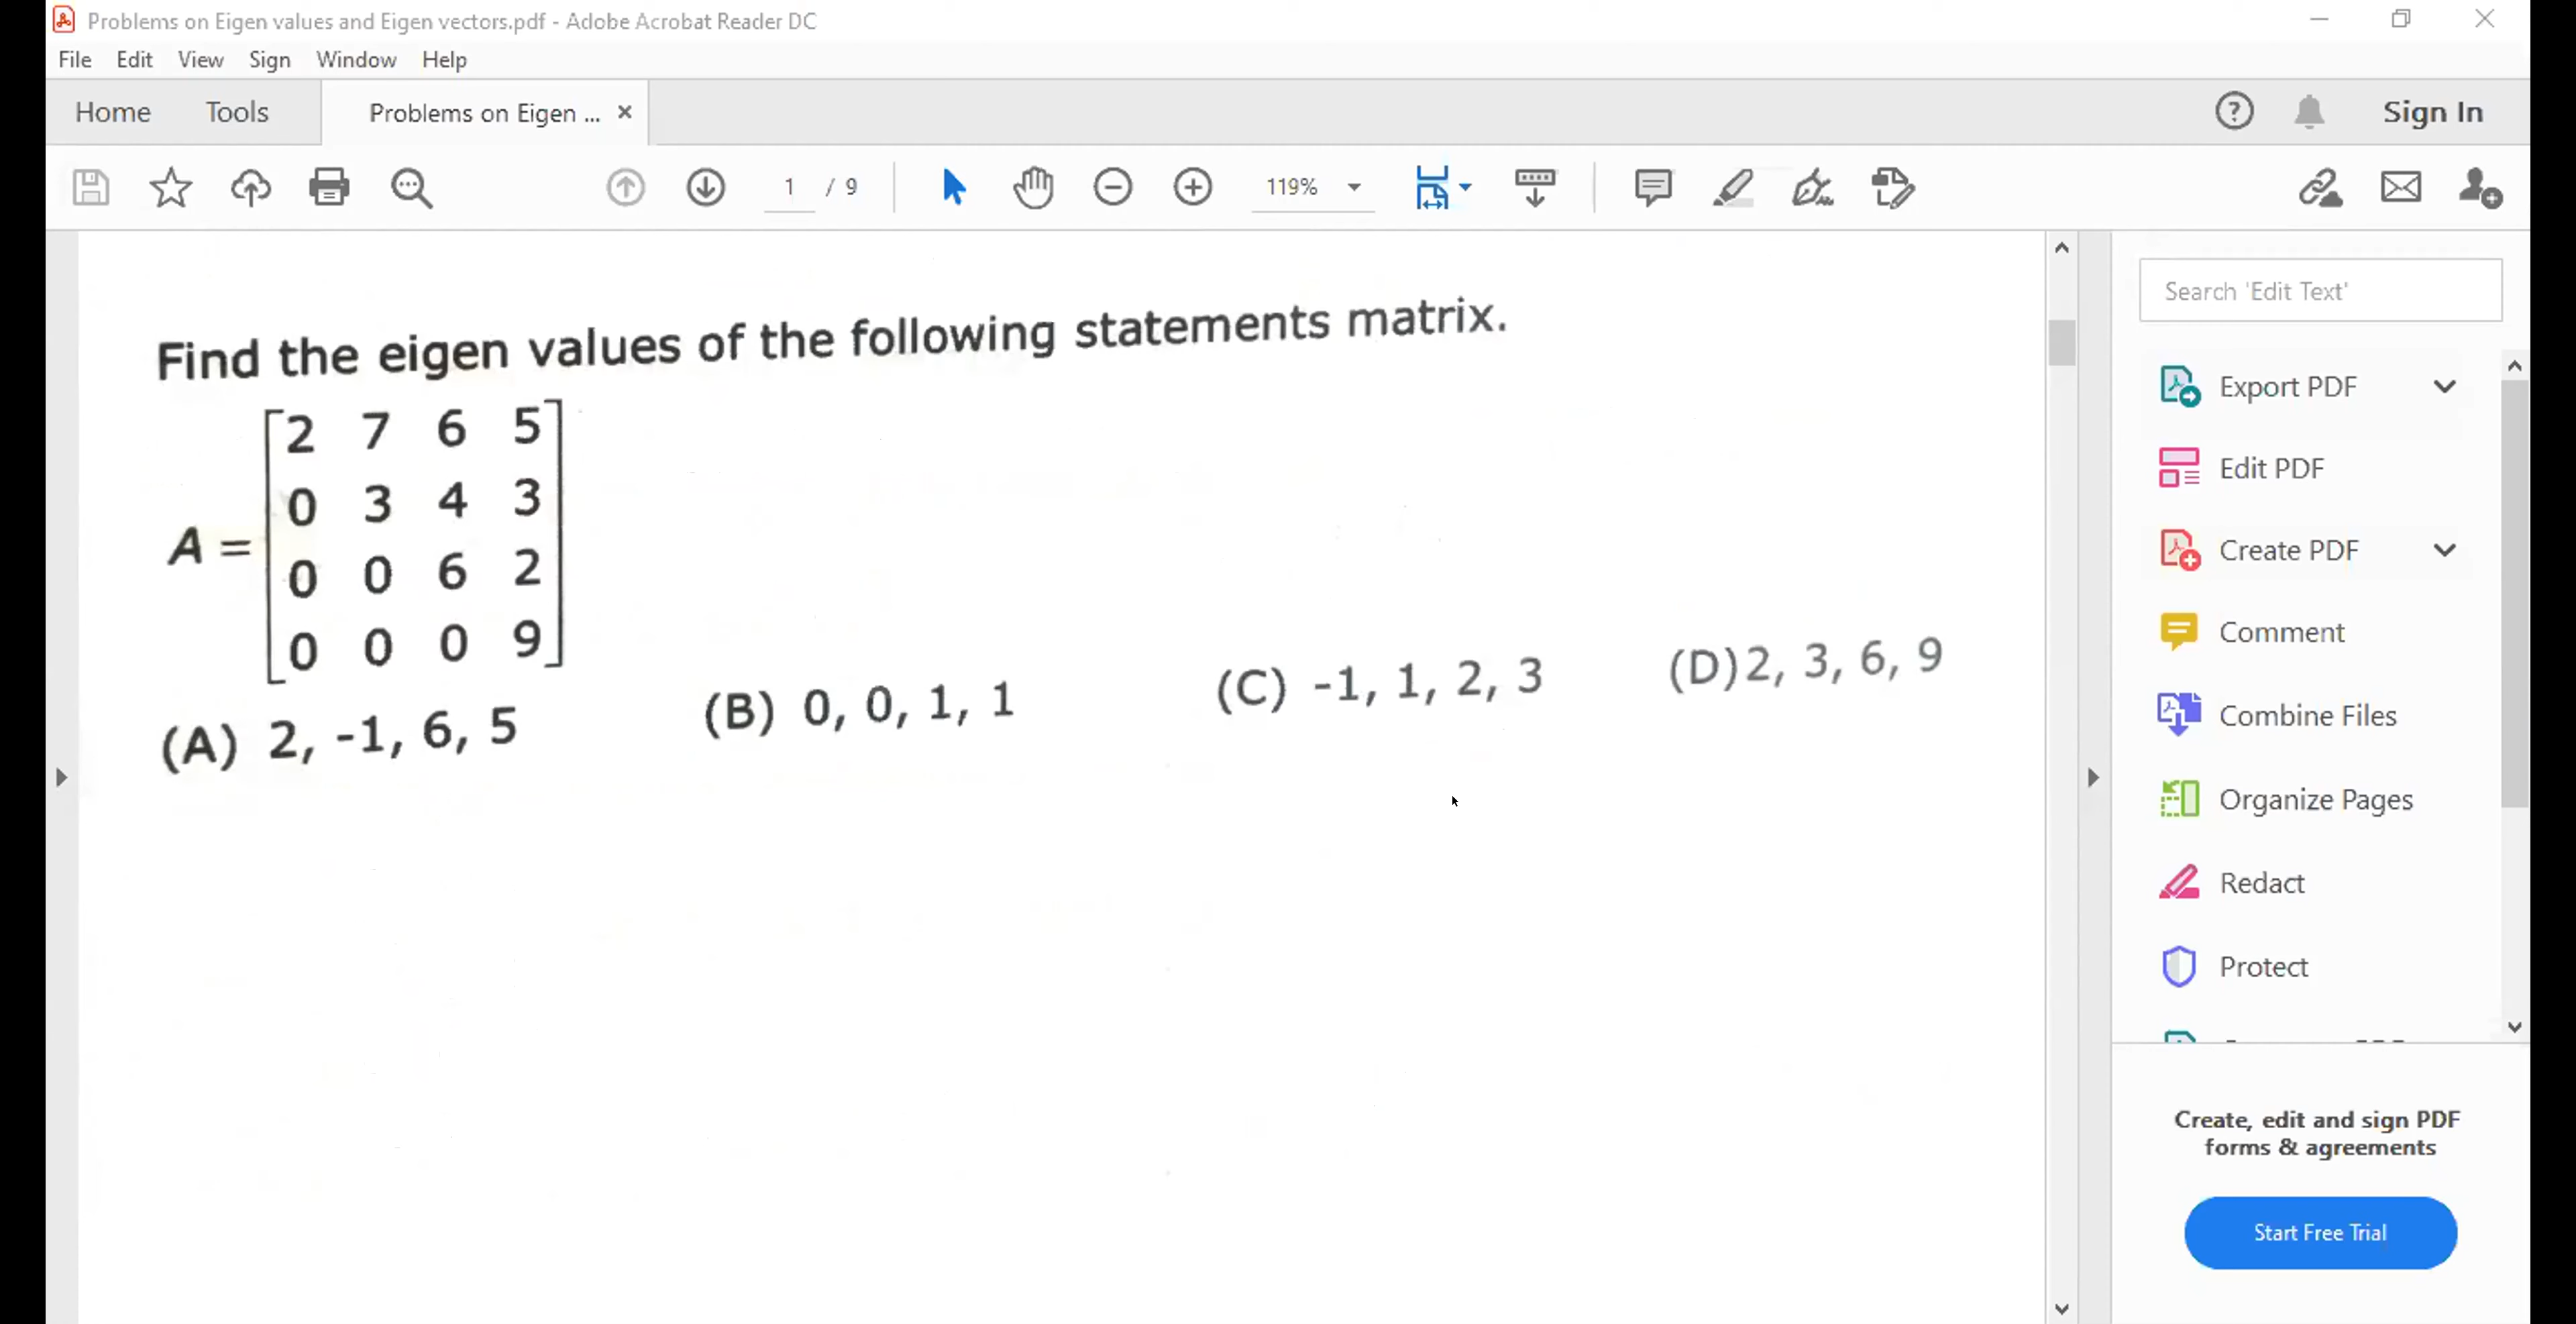 Problems on Eigen values and Eigen vectors.pdf - Adobe Acrobat Reader DC
File Edit View Sign Window Help
Home Tools Problems on Eigen ... × Sign In
1 / 9 119%
Find the eigen values of the following statements matrix.
2 7 6 5
0 3 4 3
A =
0 0 6 2
0 0 0 9
(A) 2, -1, 6, 5 (B) 0, 0, 1, 1 (C) -1, 1, 2, 3 (D) 2, 3, 6, 9
Search 'Edit Text'
Export PDF
Edit PDF
Create PDF
Comment
Combine Files
Organize Pages
Redact
Protect
Create, edit and sign PDF
forms & agreements
Start Free Trial